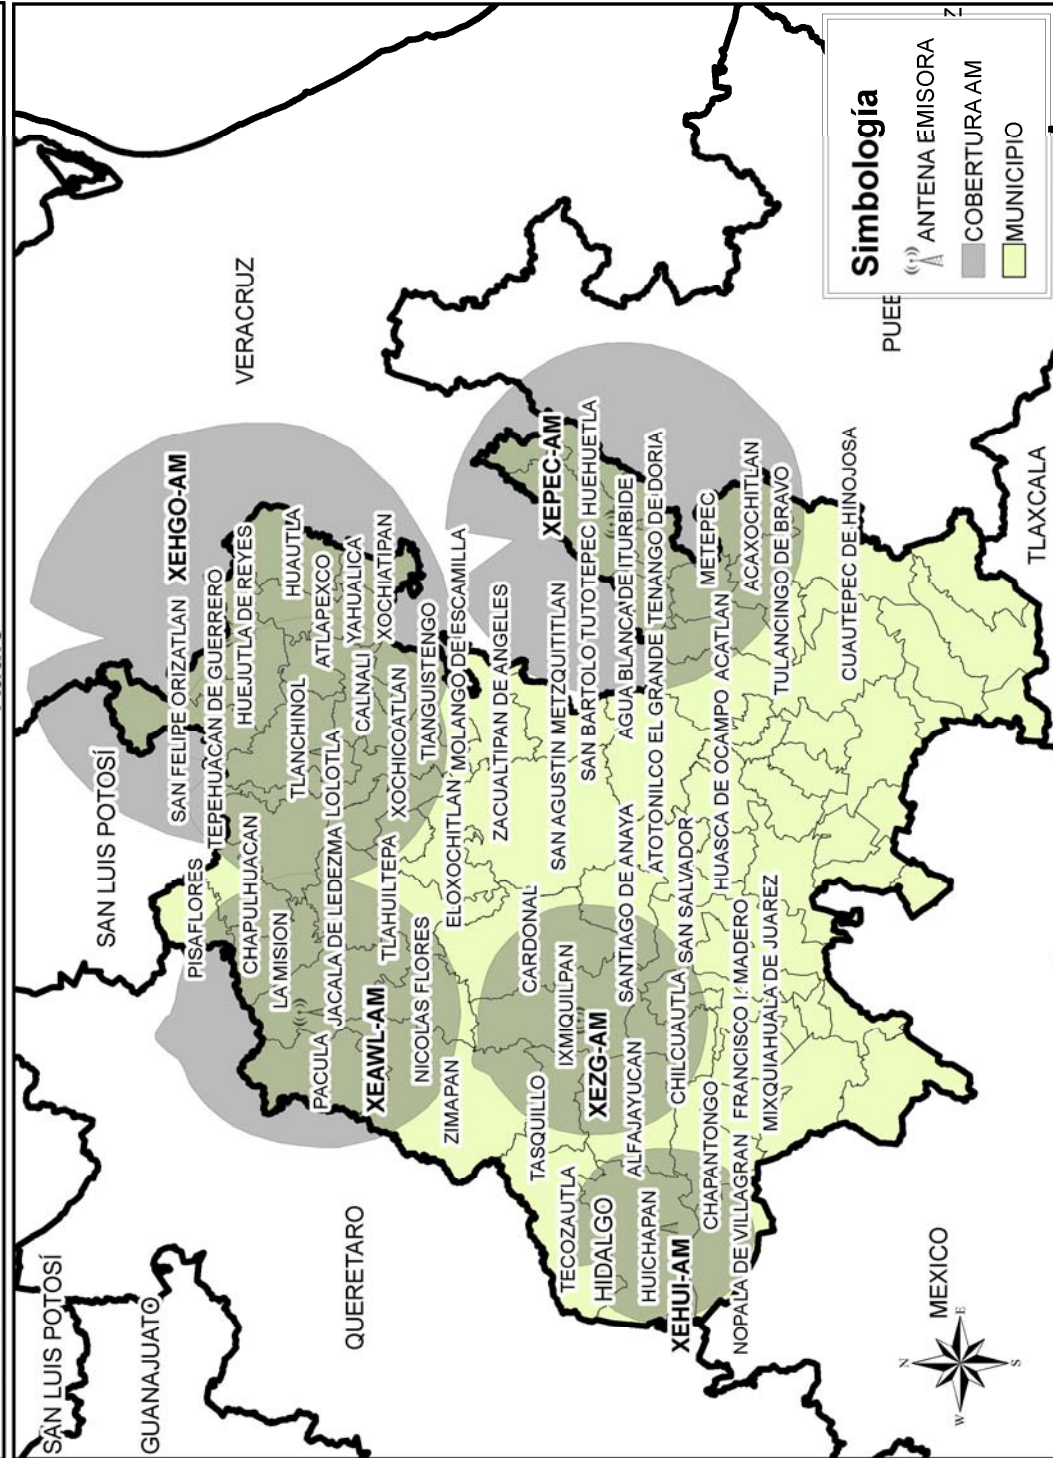 SAN LUIS POTOSÍ
GUANAJUATO
QUERETARO
SAN LUIS POTOSÍ
VERACRUZ
PISAFLORES
SAN FELIPE ORIZATLAN
XEHGO-AM
TEPEHUACAN DE GUERRERO
CHAPULHUACAN
HUEJUTLA DE REYES
LA MISION
TLANCHINOL
HUAUTLA
PACULA
JACALA DE LEDEZMA
LOLOTLA
ATLAPEXCO
CALNALI
YAHUALICA
XEAWL-AM
TLAHUILTEPA
XOCHICOATLAN
XOCHIATIPAN
NICOLAS FLORES
TIANGUISTENGO
ZIMAPAN
ELOXOCHITLAN
MOLANGO DE ESCAMILLA
ZACUALTIPAN DE ANGELES
CARDONAL
TASQUILLO
IXMIQUILPAN
SAN AGUSTIN METZQUITITLAN
XEPEC-AM
TECOZAUTLA
SAN BARTOLO TUTOTEPEC
HUEHUETLA
HIDALGO
XEZG-AM
SANTIAGO DE ANAYA
AGUA BLANCA DE ITURBIDE
ALFAJAYUCAN
HUICHAPAN
ATOTONILCO EL GRANDE
TENANGO DE DORIA
XEHUI-AM
CHILCUAUTLA
SAN SALVADOR
CHAPANTONGO
HUASCA DE OCAMPO
ACATLAN
METEPEC
NOPALA DE VILLAGRAN
FRANCISCO I. MADERO
ACAXOCHITLAN
MIXQUIAHUALA DE JUAREZ
TULANCINGO DE BRAVO
CUAUTEPEC DE HINOJOSA
PUEB
MEXICO
TLAXCALA
N
W
E
S
Simbología
ANTENA EMISORA
COBERTURA AM
MUNICIPIO